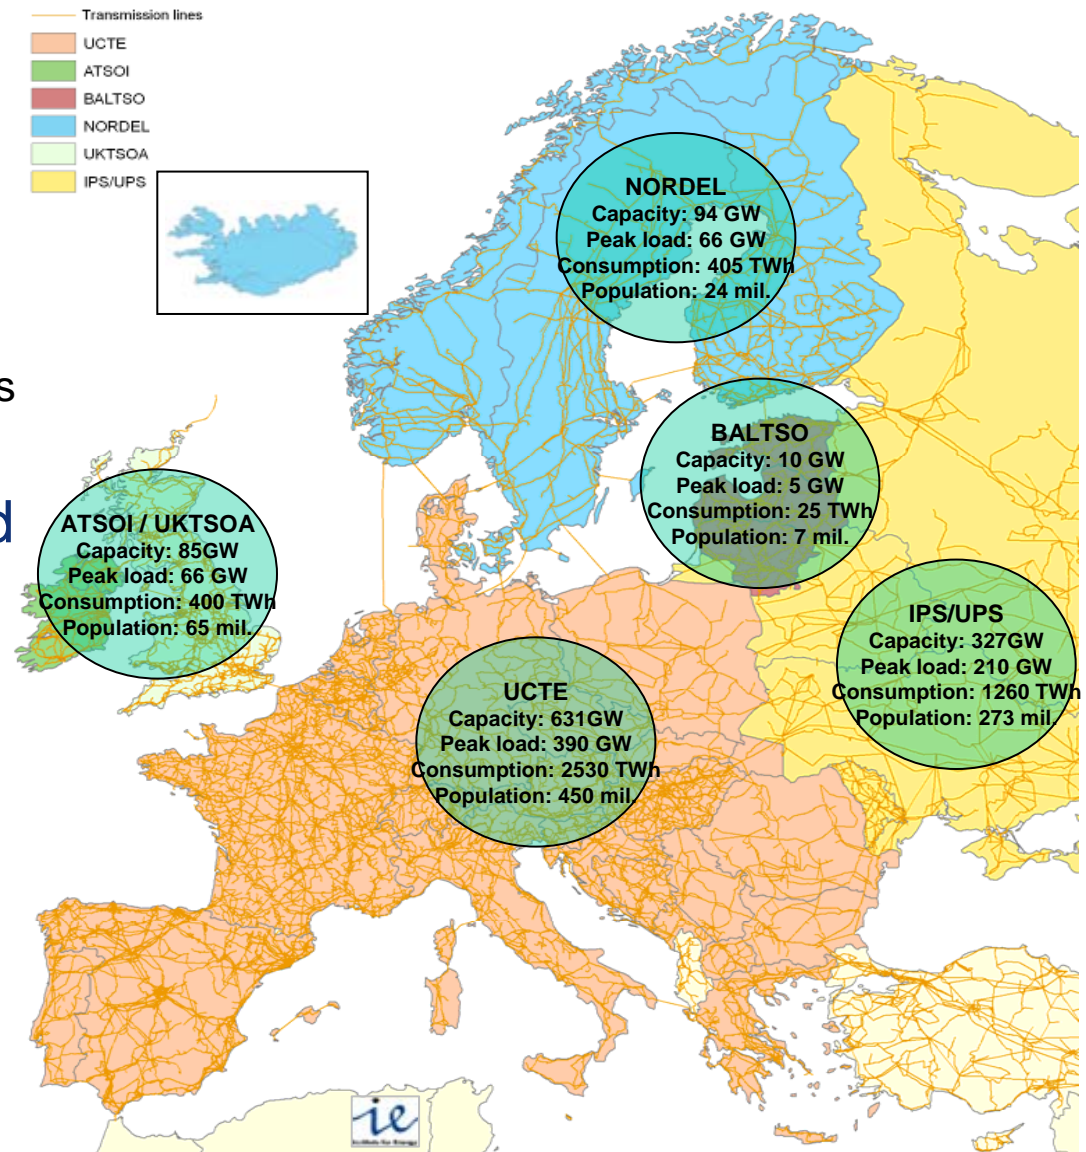 Transmission lines
UCTE
ATSOI
BALTSO
NORDEL
UKTSOA
IPS/UPS
NORDEL
Capacity: 94 GW
Peak load: 66 GW
Consumption: 405 TWh
Population: 24 mil.
s
BALTSO
Capacity: 10 GW
Peak load: 5 GW
Consumption: 25 TWh
Population: 7 mil.
d
ATSOI / UKTSOA
Capacity: 85GW
Peak load: 66 GW
Consumption: 400 TWh
Population: 65 mil.
IPS/UPS
Capacity: 327GW
Peak load: 210 GW
Consumption: 1260 TWh
Population: 273 mil.
UCTE
Capacity: 631GW
Peak load: 390 GW
Consumption: 2530 TWh
Population: 450 mil.
ie
Institute for Energy